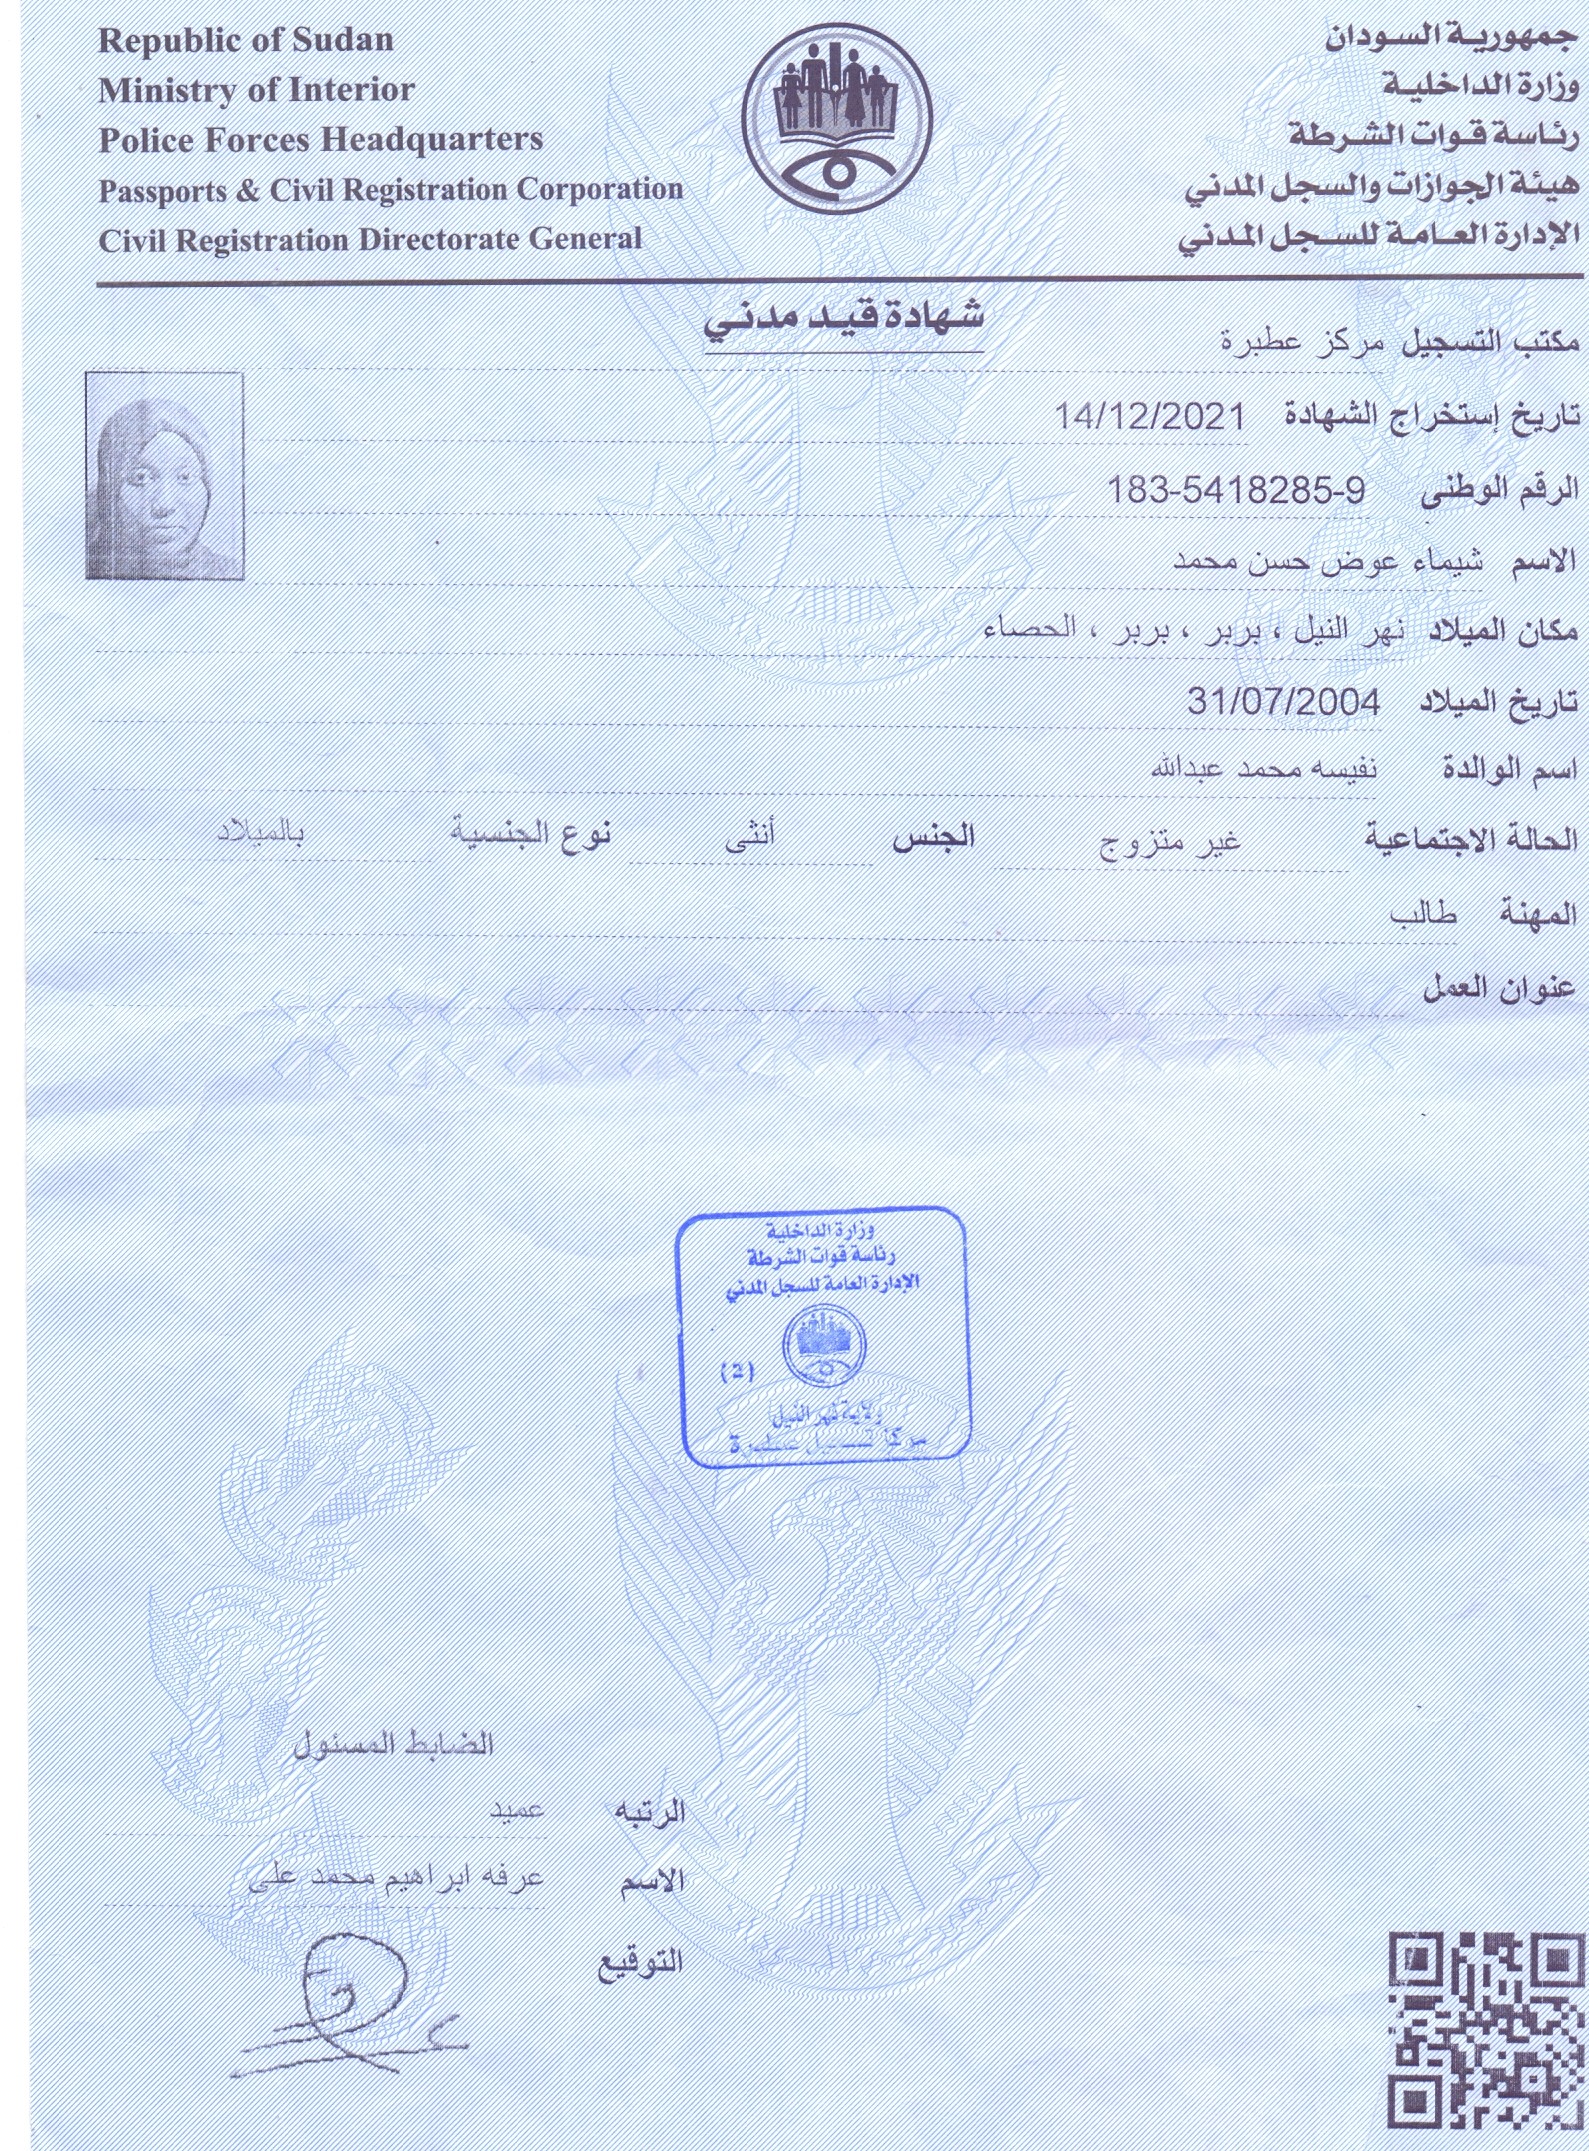 Republic of Sudan
Ministry of Interior
Police Forces Headquarters
Passports & Civil Registration Corporation
Civil Registration Directorate General
جمهورية السودان
وزارة الداخلية
رئاسة قوات الشرطة
هيئة الجوازات والسجل المدني
الإدارة العامة للسجل المدني
شهادة قيد مدني
مكتب التسجيل مركز عطبرة
تاريخ إستخراج الشهادة 14/12/2021
الرقم الوطنى 183-5418285-9
الاسم شيماء عوض حسن محمد
مكان الميلاد نهر النيل ، بربر ، بربر ، الحصاء
تاريخ الميلاد 31/07/2004
اسم الوالدة نفيسه محمد عبدالله
الحالة الاجتماعية غير متزوج الجنس أنثى نوع الجنسية بالميلاد
المهنة طالب
عنوان العمل
وزارة الداخلية
رئاسة قوات الشرطة
الإدارة العامة للسجل المدني
(2)
ولاية نهر النيل
مركز تسجيل عطبرة
الضابط المسئول
الرتبه عميد
الاسم عرفه ابراهيم محمد على
التوقيع